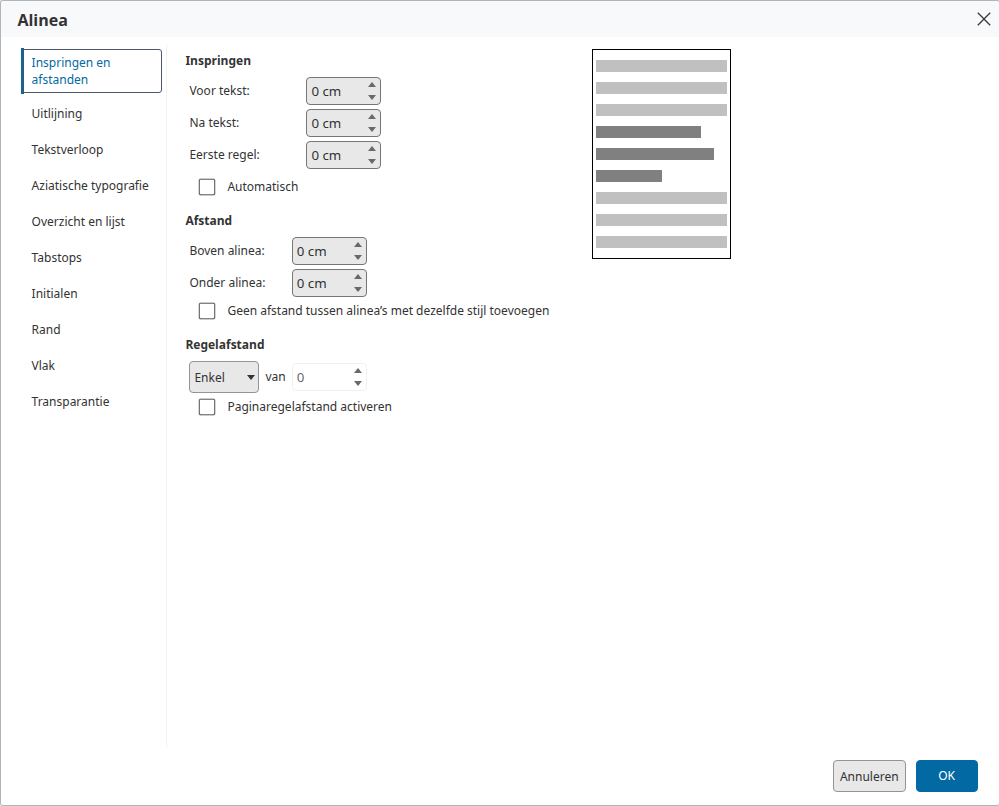 Alinea
Inspringen en
afstanden
Uitlijning
Tekstverloop
Aziatische typografie
Overzicht en lijst
Tabstops
Initialen
Rand
Vlak
Transparantie
Inspringen
Voor tekst: 0 cm
Na tekst: 0 cm
Eerste regel: 0 cm
Automatisch
Afstand
Boven alinea: 0 cm
Onder alinea: 0 cm
Geen afstand tussen alinea’s met dezelfde stijl toevoegen
Regelafstand
Enkel van 0
Paginaregelafstand activeren
Annuleren OK